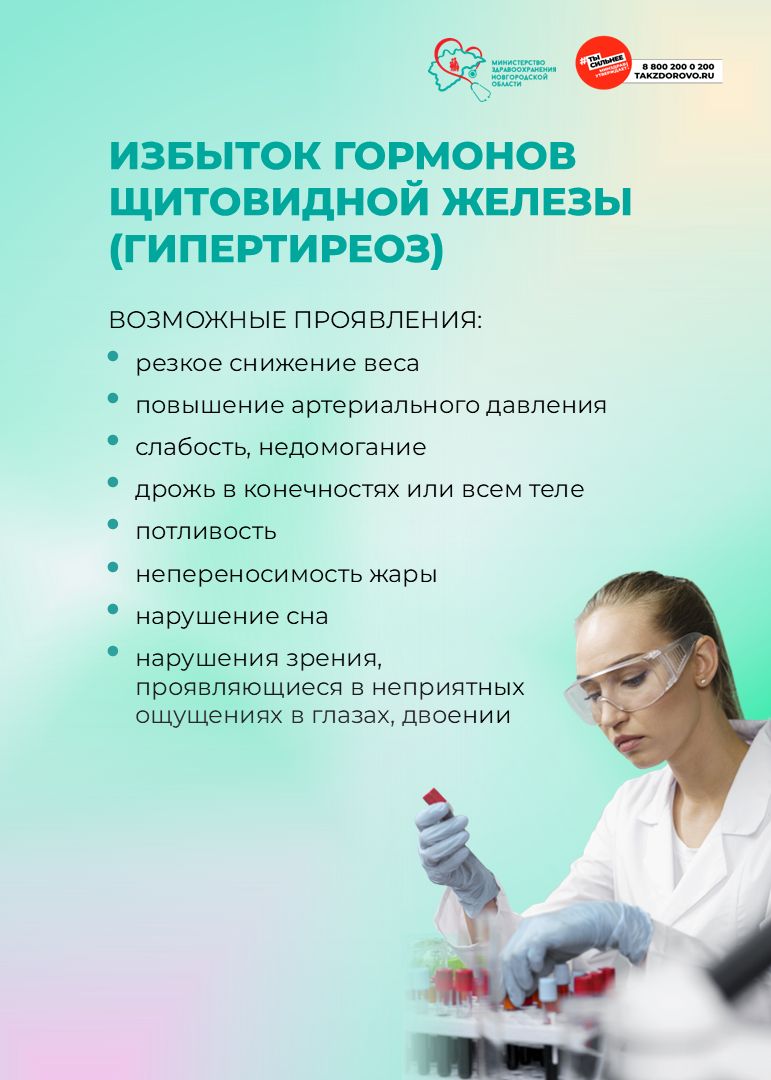 МИНИСТЕРСТВО
ЗДРАВООХРАНЕНИЯ
НОВГОРОДСКОЙ
ОБЛАСТИ
#ТЫ
СИЛЬНЕЕ
МИНЗДРАВ
УТВЕРЖДАЕТ!
8 800 200 0 200
TAKZDOROVO.RU
ИЗБЫТОК ГОРМОНОВ
ЩИТОВИДНОЙ ЖЕЛЕЗЫ
(ГИПЕРТИРЕОЗ)
ВОЗМОЖНЫЕ ПРОЯВЛЕНИЯ:
резкое снижение веса
повышение артериального давления
слабость, недомогание
дрожь в конечностях или всем теле
потливость
непереносимость жары
нарушение сна
нарушения зрения,
проявляющиеся в неприятных
ощущениях в глазах, двоении